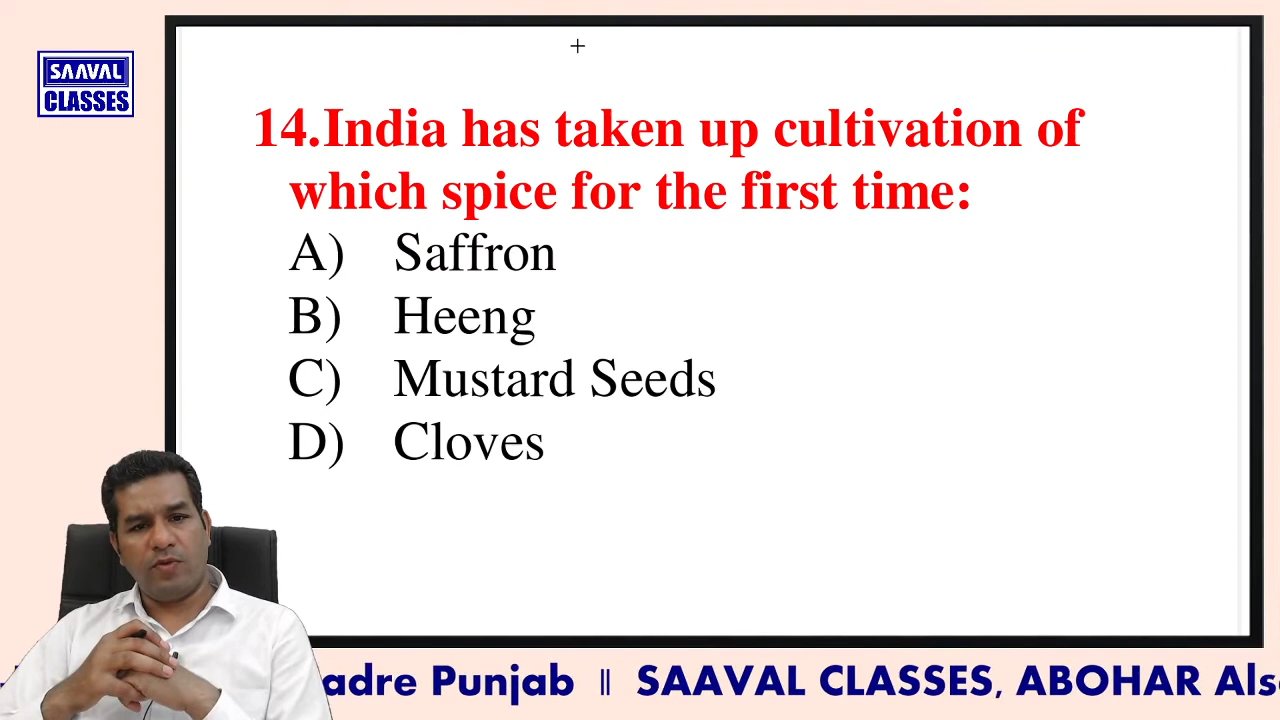 SAAVAL
CLASSES
14.India has taken up cultivation of
which spice for the first time:
A) Saffron
B) Heeng
C) Mustard Seeds
D) Cloves
Punjab || SAAVAL CLASSES, ABOHAR